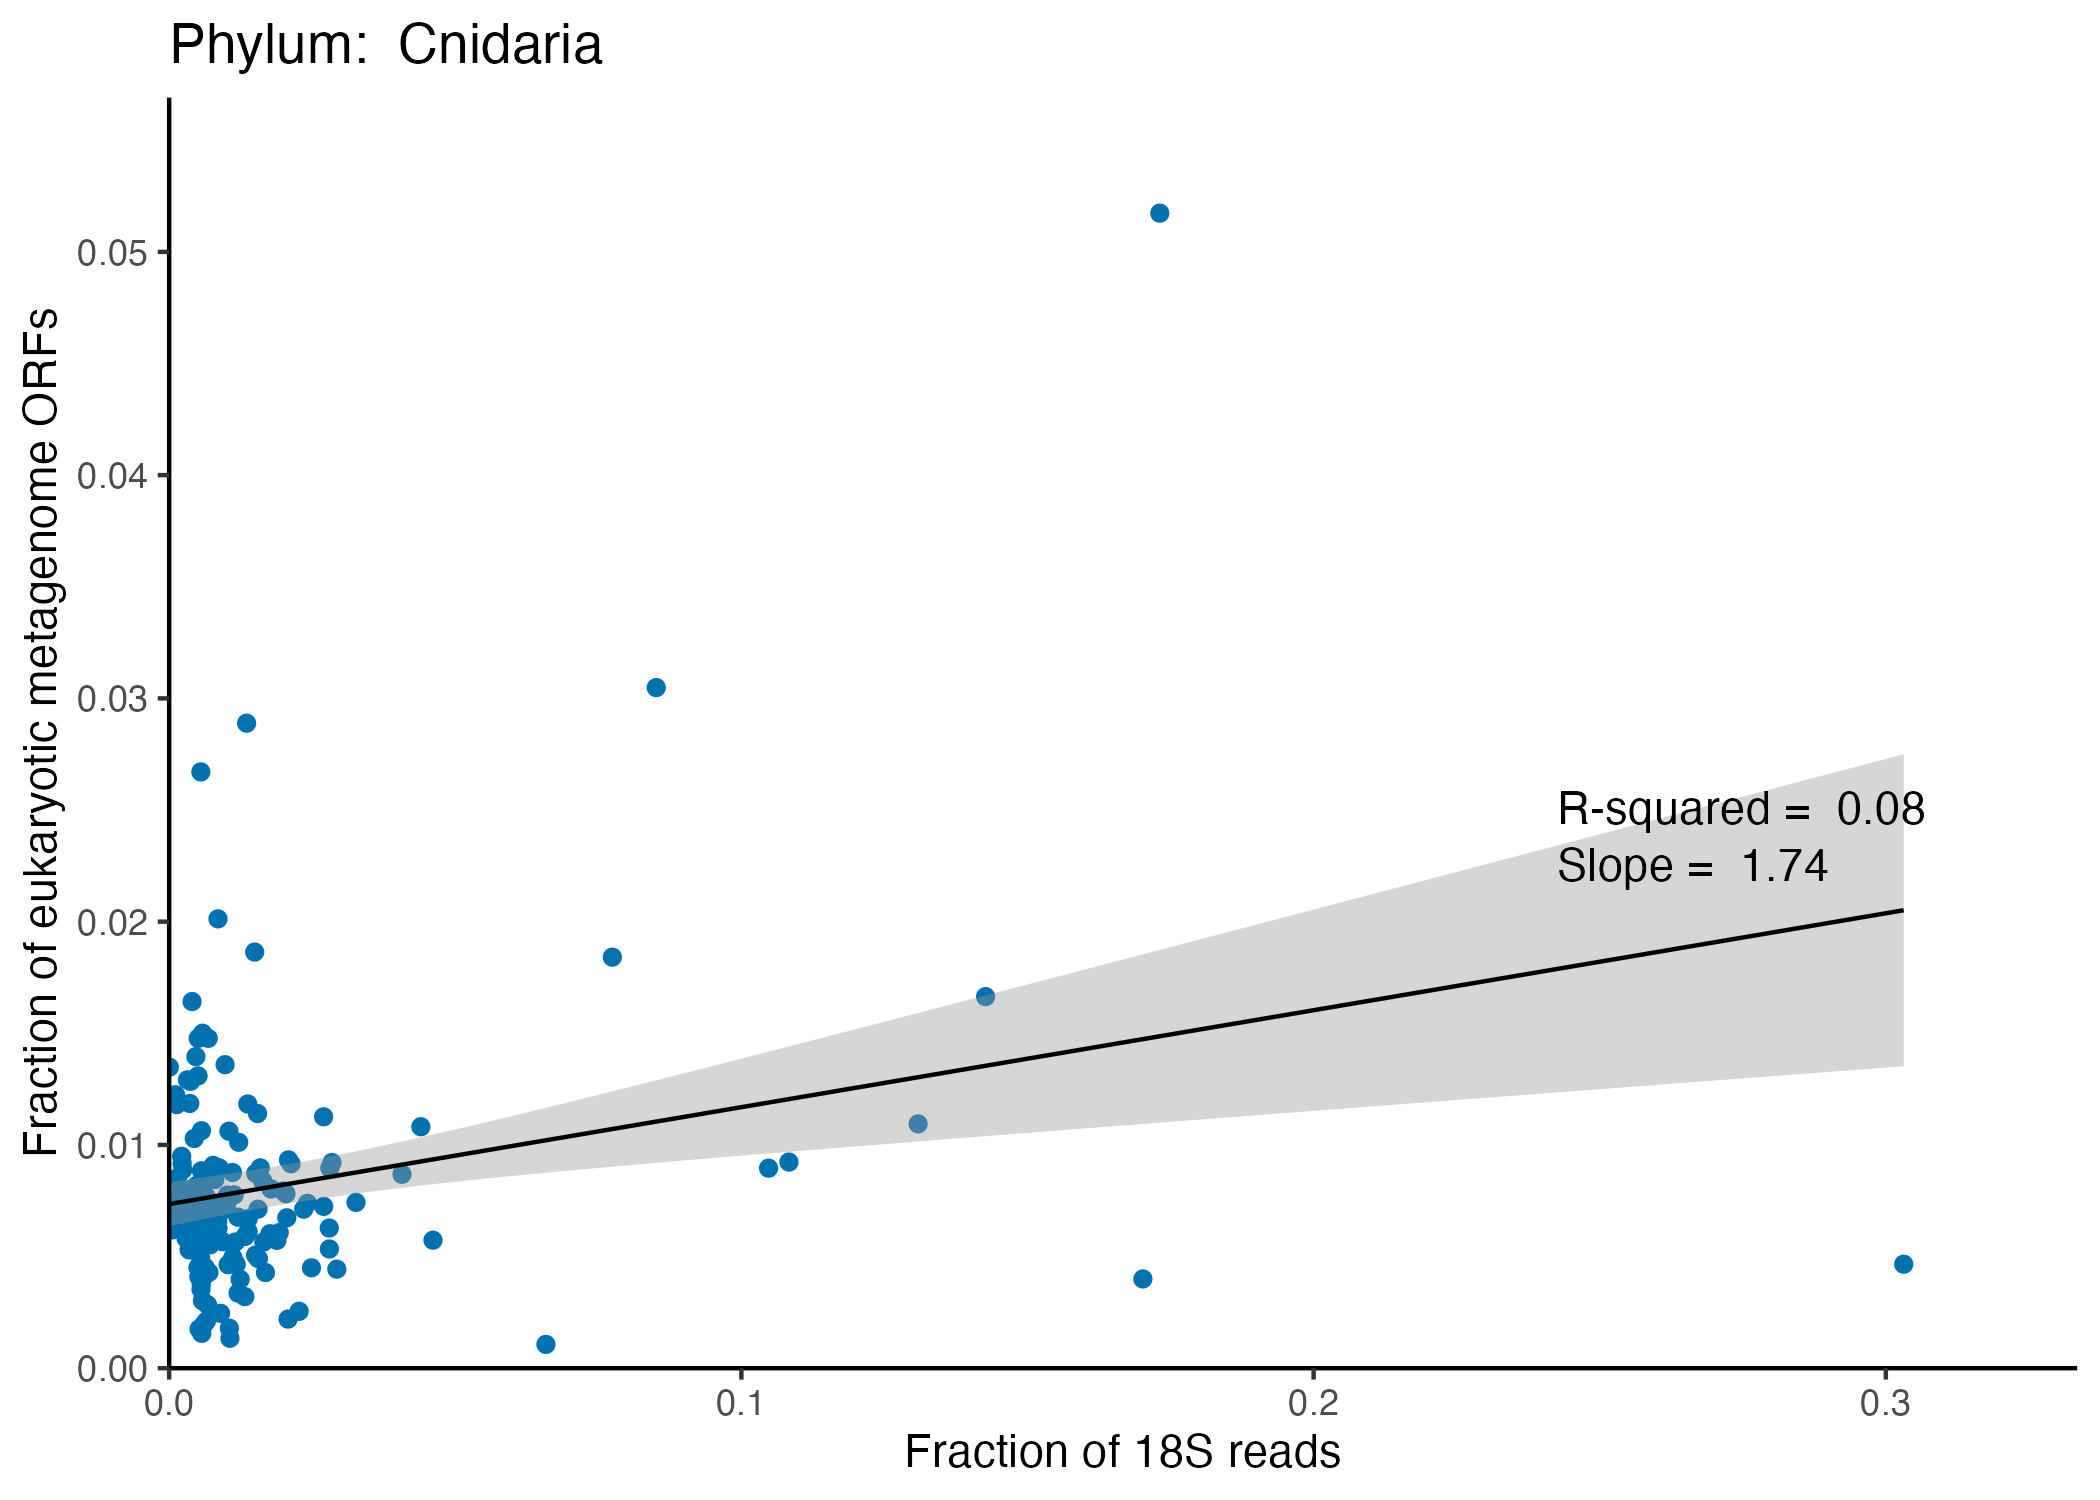 Phylum:  Cnidaria
Fraction of eukaryotic metagenome ORFs
0.05
0.04
0.03
0.02
0.01
0.00
R-squared =  0.08
Slope =  1.74
0.0 0.1 0.2 0.3
Fraction of 18S reads